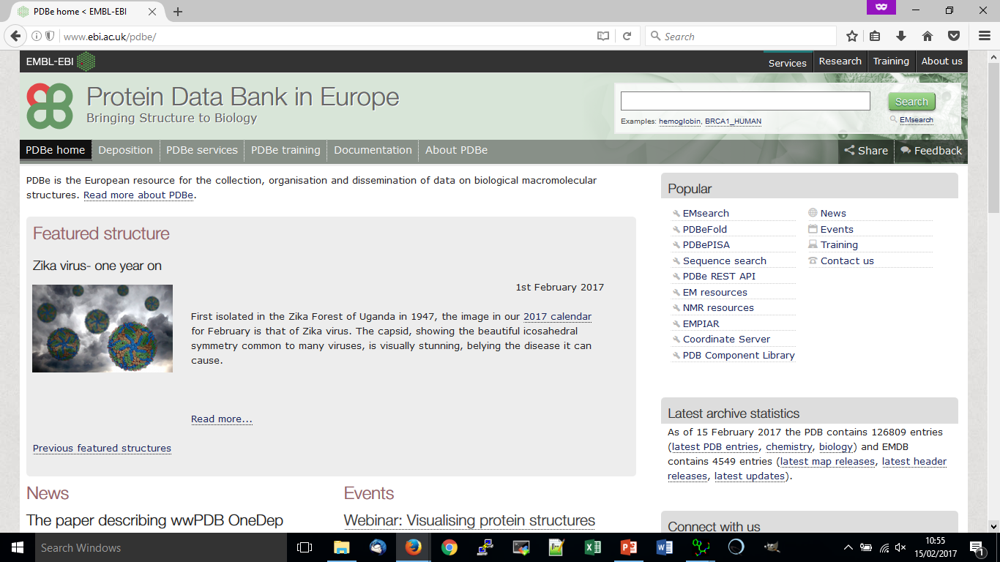 PDBe home < EMBL-EBI
www.ebi.ac.uk/pdbe/
Search
EMBL-EBI
Services
Research
Training
About us
Protein Data Bank in Europe
Bringing Structure to Biology
Search
Examples: hemoglobin, BRCA1_HUMAN
EMsearch
PDBe home
Deposition
PDBe services
PDBe training
Documentation
About PDBe
Share
Feedback
PDBe is the European resource for the collection, organisation and dissemination of data on biological macromolecular
structures. Read more about PDBe.
Featured structure
Zika virus- one year on
1st February 2017
First isolated in the Zika Forest of Uganda in 1947, the image in our 2017 calendar
for February is that of Zika virus. The capsid, showing the beautiful icosahedral
symmetry common to many viruses, is visually stunning, belying the disease it can
cause.
Read more...
Previous featured structures
News
The paper describing wwPDB OneDep
Events
Webinar: Visualising protein structures
Popular
EMsearch
PDBeFold
PDBePISA
Sequence search
PDBe REST API
EM resources
NMR resources
EMPIAR
Coordinate Server
PDB Component Library
News
Events
Training
Contact us
Latest archive statistics
As of 15 February 2017 the PDB contains 126809 entries
(latest PDB entries, chemistry, biology) and EMDB
contains 4549 entries (latest map releases, latest header
releases, latest updates).
Connect with us
Search Windows
10:55
15/02/2017
1